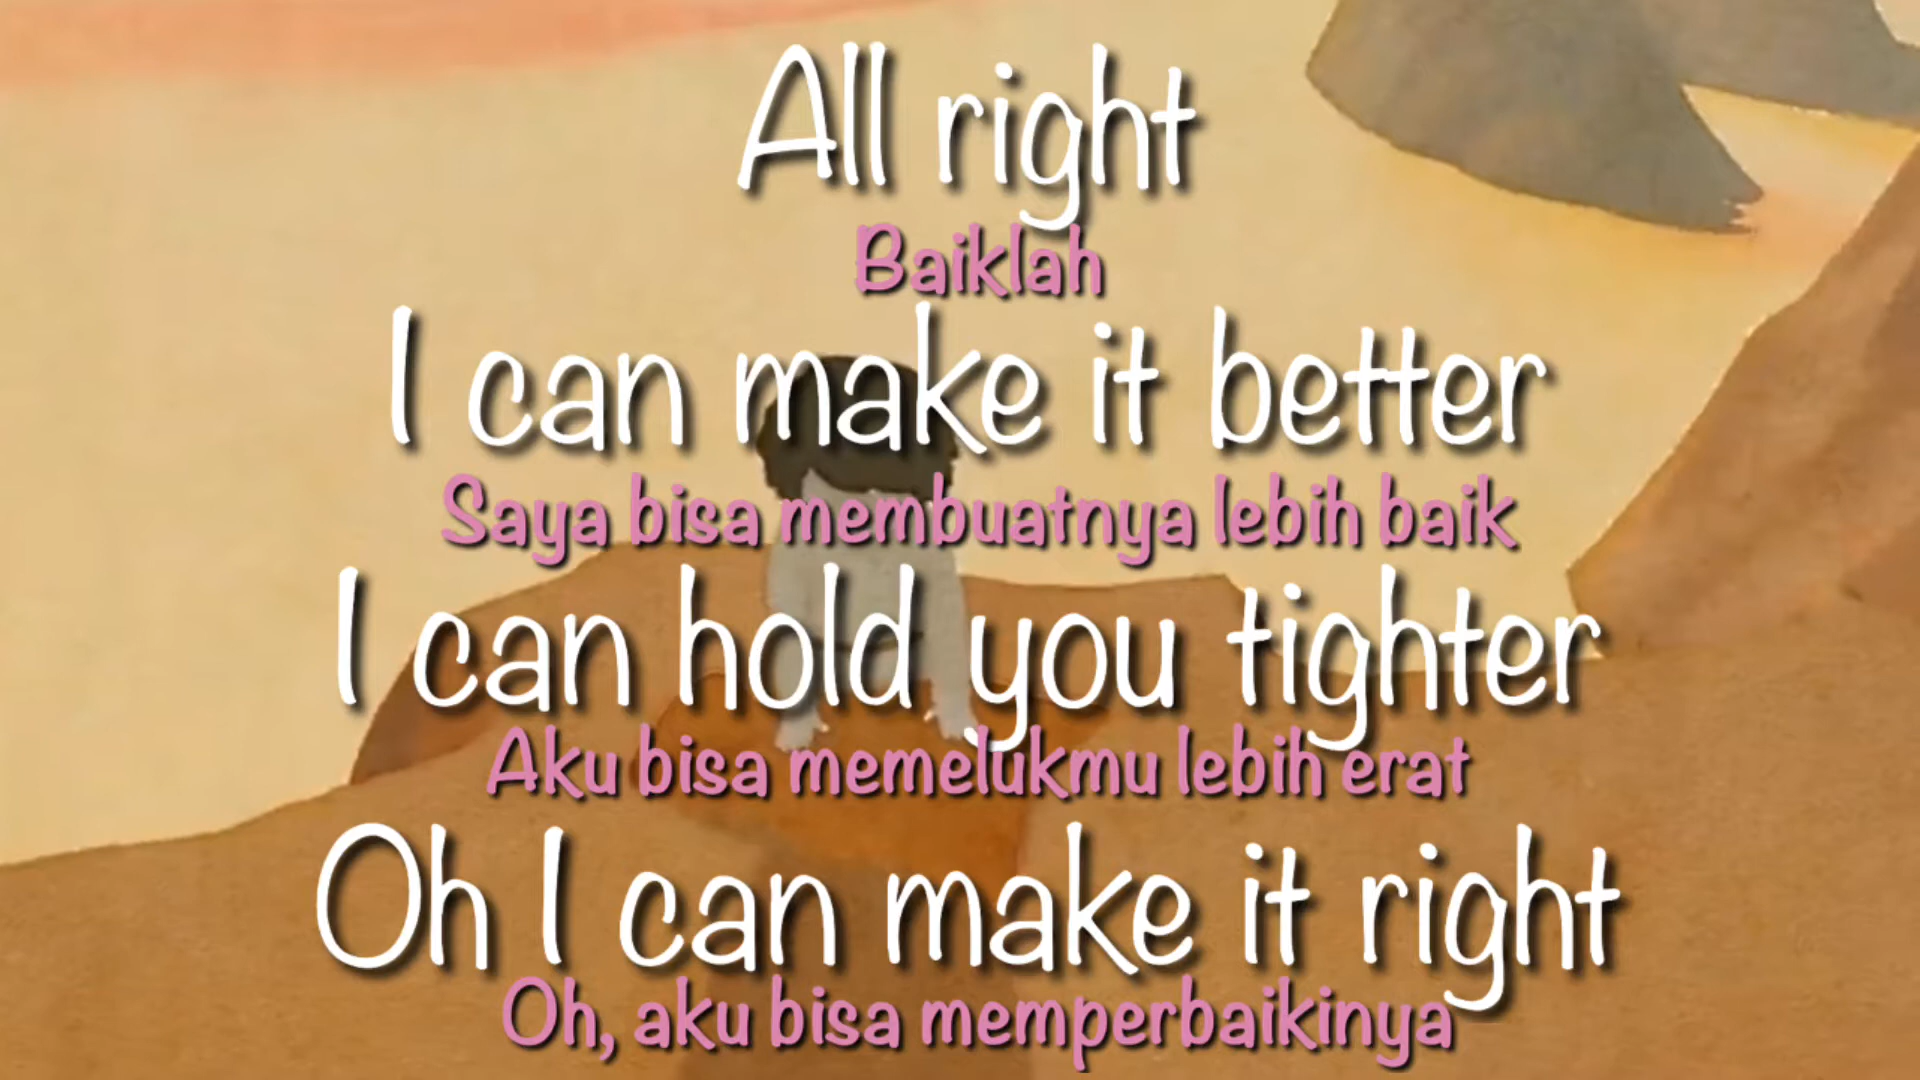 All right
Baiklah
I can make it better
Saya bisa membuatnya lebih baik
I can hold you tighter
Aku bisa memelukmu lebih erat
Oh I can make it right
Oh, aku bisa memperbaikinya